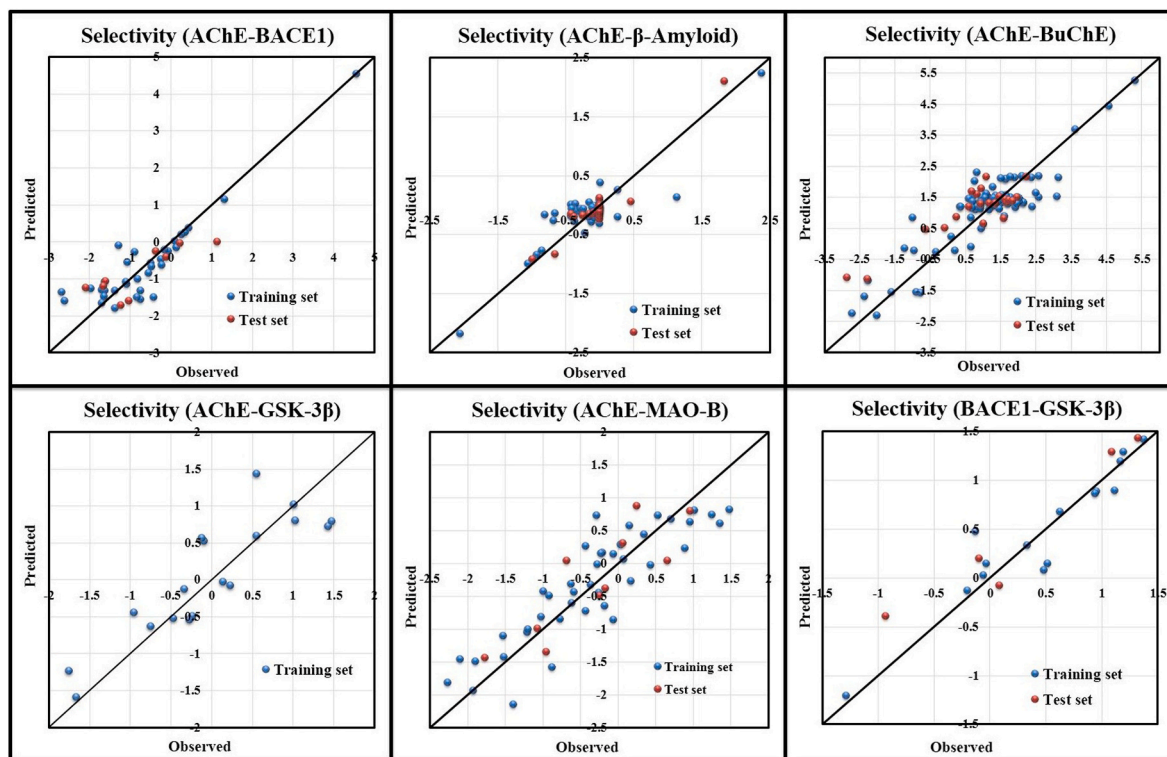 Selectivity (AChE-BACE1)
5
4
3
2
1
0
-3 -2 -1 0 1 2 3 4 5
-1
-2
-3
Predicted
Training set
Test set
Observed
Selectivity (AChE-β-Amyloid)
2.5
1.5
0.5
-2.5 -1.5 -0.5 0.5 1.5 2.5
-0.5
-1.5
-2.5
Predicted
Training set
Test set
Observed
Selectivity (AChE-BuChE)
5.5
4.5
3.5
2.5
1.5
0.5
-3.5 -2.5 -1.5 -0.5 0.5 1.5 2.5 3.5 4.5 5.5
-1.5
-2.5
-3.5
Predicted
Training set
Test set
Observed
Selectivity (AChE-GSK-3β)
2
1.5
1
0.5
0
-2 -1.5 -1 -0.5 0 0.5 1 1.5 2
-0.5
-1
-1.5
-2
Predicted
Training set
Observed
Selectivity (AChE-MAO-B)
2
1.5
1
0.5
0
-2.5 -2 -1.5 -1 -0.5 0 0.5 1 1.5 2
-0.5
-1
-1.5
-2
-2.5
Predicted
Training set
Test set
Observed
Selectivity (BACE1-GSK-3β)
1.5
1
0.5
0
-1.5 -1 -0.5 0 0.5 1 1.5
-0.5
-1
-1.5
Predicted
Training set
Test set
Observed